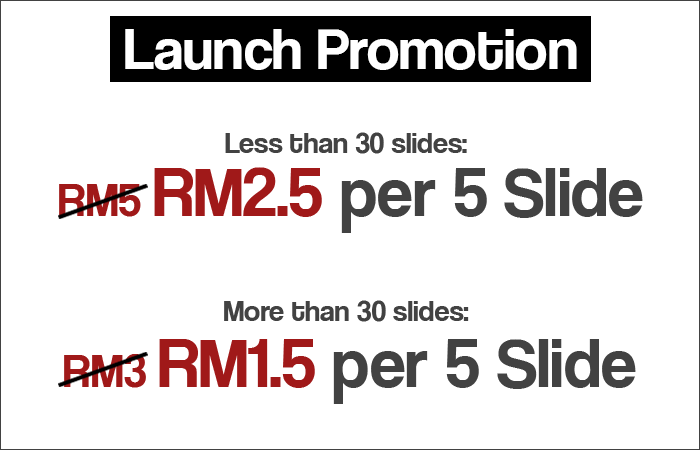 Launch Promotion
Less than 30 slides:
RM5 RM2.5 per 5 Slide
More than 30 slides:
RM3 RM1.5 per 5 Slide